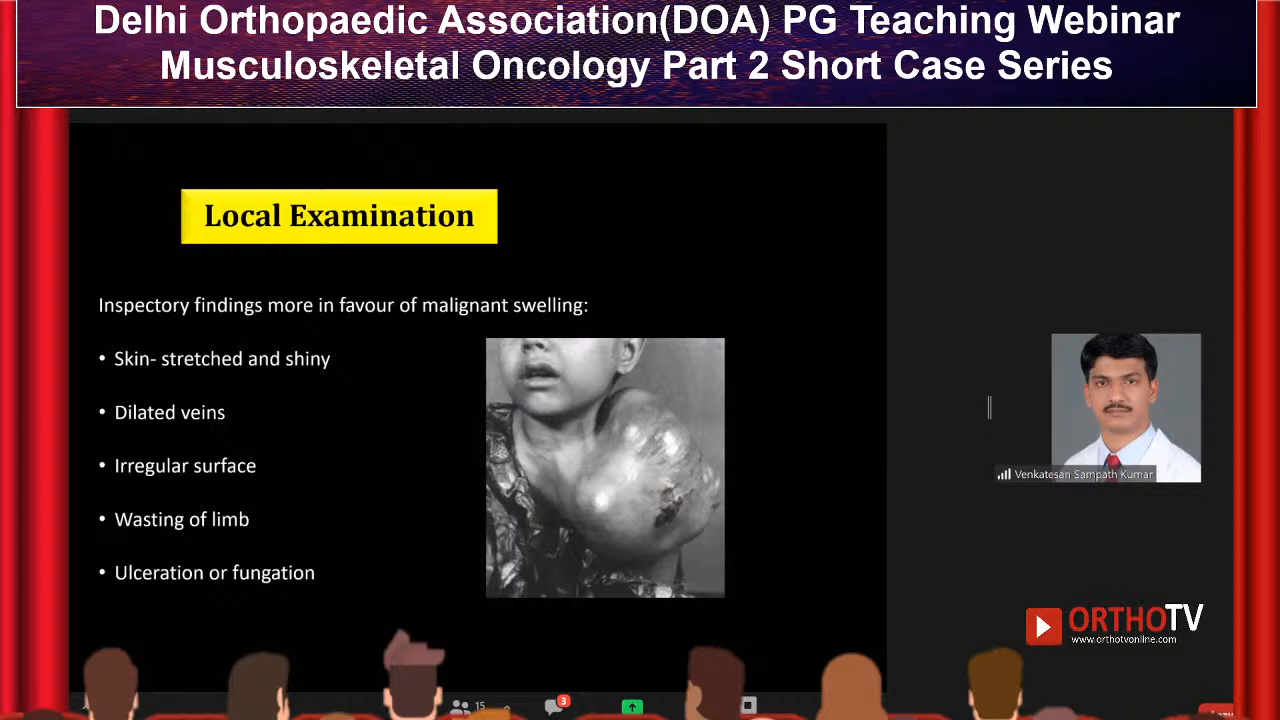 Delhi Orthopaedic Association(DOA) PG Teaching Webinar
Musculoskeletal Oncology Part 2 Short Case Series
Local Examination
Inspectory findings more in favour of malignant swelling:
• Skin- stretched and shiny
• Dilated veins
• Irregular surface
• Wasting of limb
• Ulceration or fungation
Venkatesan Sampath Kumar
ORTHOTV
www.orthotvonline.com
15
3